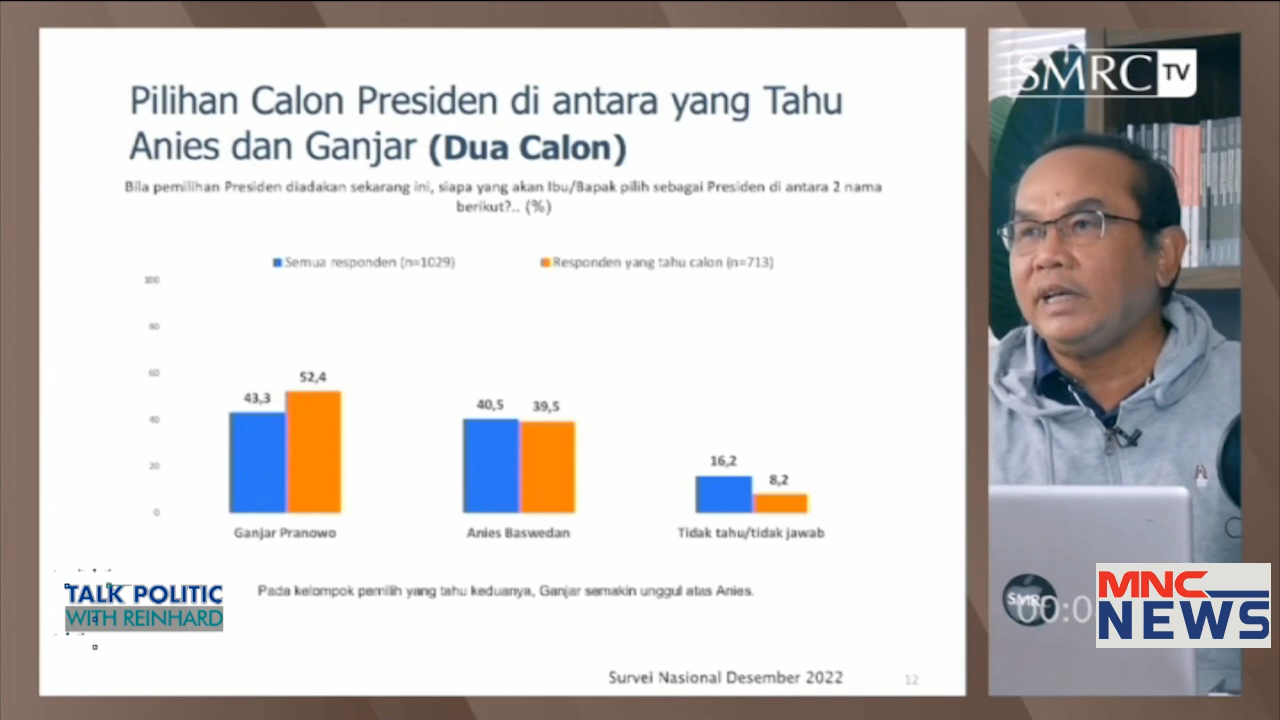 Pilihan Calon Presiden di antara yang Tahu
Anies dan Ganjar (Dua Calon)
Bila pemilihan Presiden diadakan sekarang ini, siapa yang akan Ibu/Bapak pilih sebagai Presiden di antara 2 nama
berikut?.. (%)
Semua responden (n=1029)
Responden yang tahu calon (n=713)
100
80
60
40
20
0
43,3
52,4
40,5
39,5
16,2
8,2
Ganjar Pranowo
Anies Baswedan
Tidak tahu/tidak jawab
Pada kelompok pemilih yang tahu keduanya, Ganjar semakin unggul atas Anies.
Survei Nasional Desember 2022
12
TALK POLITIC
WITH REINHARD
SMRC TV
SMRC
00:0
MNC
NEWS